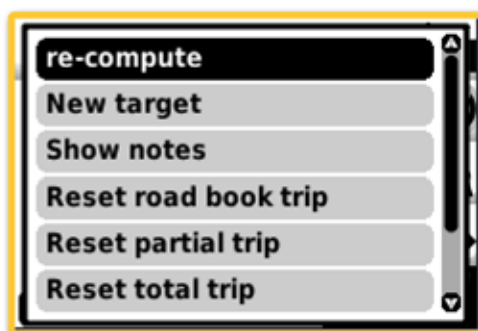 re-compute
New target
Show notes
Reset road book trip
Reset partial trip
Reset total trip